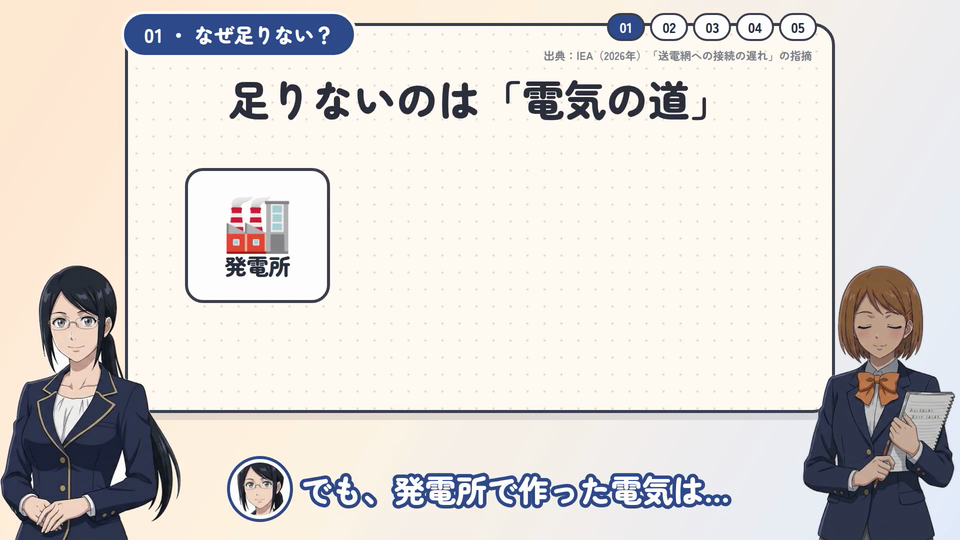 01 ・ なぜ足りない？
01 02 03 04 05
出典：IEA（2026年）「送電網への接続の遅れ」の指摘
足りないのは「電気の道」
発電所
でも、発電所で作った電気は…